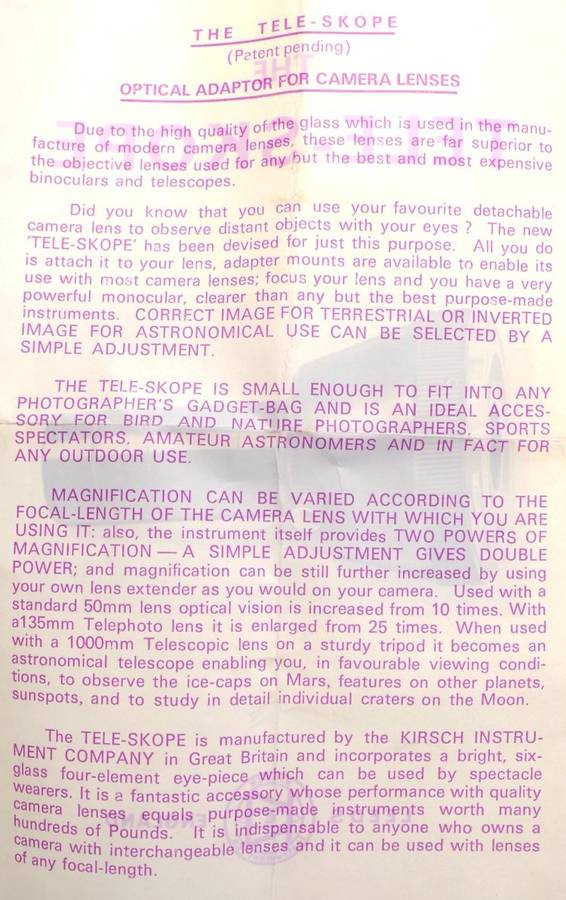 THE TELE-SKOPE
(Patent pending)
OPTICAL ADAPTOR FOR CAMERA LENSES
Due to the high quality of the glass which is used in the manu-
facture of modern camera lenses, these lenses are far superior to
the objective lenses used for any but the best and most expensive
binoculars and telescopes.
Did you know that you can use your favourite detachable
camera lens to observe distant objects with your eyes ? The new
'TELE-SKOPE' has been devised for just this purpose. All you do
is attach it to your lens, adapter mounts are available to enable its
use with most camera lenses; focus your lens and you have a very
powerful monocular, clearer than any but the best purpose-made
instruments. CORRECT IMAGE FOR TERRESTRIAL OR INVERTED
IMAGE FOR ASTRONOMICAL USE CAN BE SELECTED BY A
SIMPLE ADJUSTMENT.
THE TELE-SKOPE IS SMALL ENOUGH TO FIT INTO ANY
PHOTOGRAPHER'S GADGET-BAG AND IS AN IDEAL ACCES-
SORY FOR BIRD AND NATURE PHOTOGRAPHERS, SPORTS
SPECTATORS, AMATEUR ASTRONOMERS AND IN FACT FOR
ANY OUTDOOR USE.
MAGNIFICATION CAN BE VARIED ACCORDING TO THE
FOCAL-LENGTH OF THE CAMERA LENS WITH WHICH YOU ARE
USING IT: also, the instrument itself provides TWO POWERS OF
MAGNIFICATION — A SIMPLE ADJUSTMENT GIVES DOUBLE
POWER; and magnification can be still further increased by using
your own lens extender as you would on your camera. Used with a
standard 50mm lens optical vision is increased from 10 times. With
a135mm Telephoto lens it is enlarged from 25 times. When used
with a 1000mm Telescopic lens on a sturdy tripod it becomes an
astronomical telescope enabling you, in favourable viewing condi-
tions, to observe the ice-caps on Mars, features on other planets,
sunspots, and to study in detail individual craters on the Moon.
The TELE-SKOPE is manufactured by the KIRSCH INSTRU-
MENT COMPANY in Great Britain and incorporates a bright, six-
glass four-element eye-piece which can be used by spectacle
wearers. It is a fantastic accessory whose performance with quality
camera lenses equals purpose-made instruments worth many
hundreds of Pounds. It is indispensable to anyone who owns a
camera with interchangeable lenses and it can be used with lenses
of any focal-length.